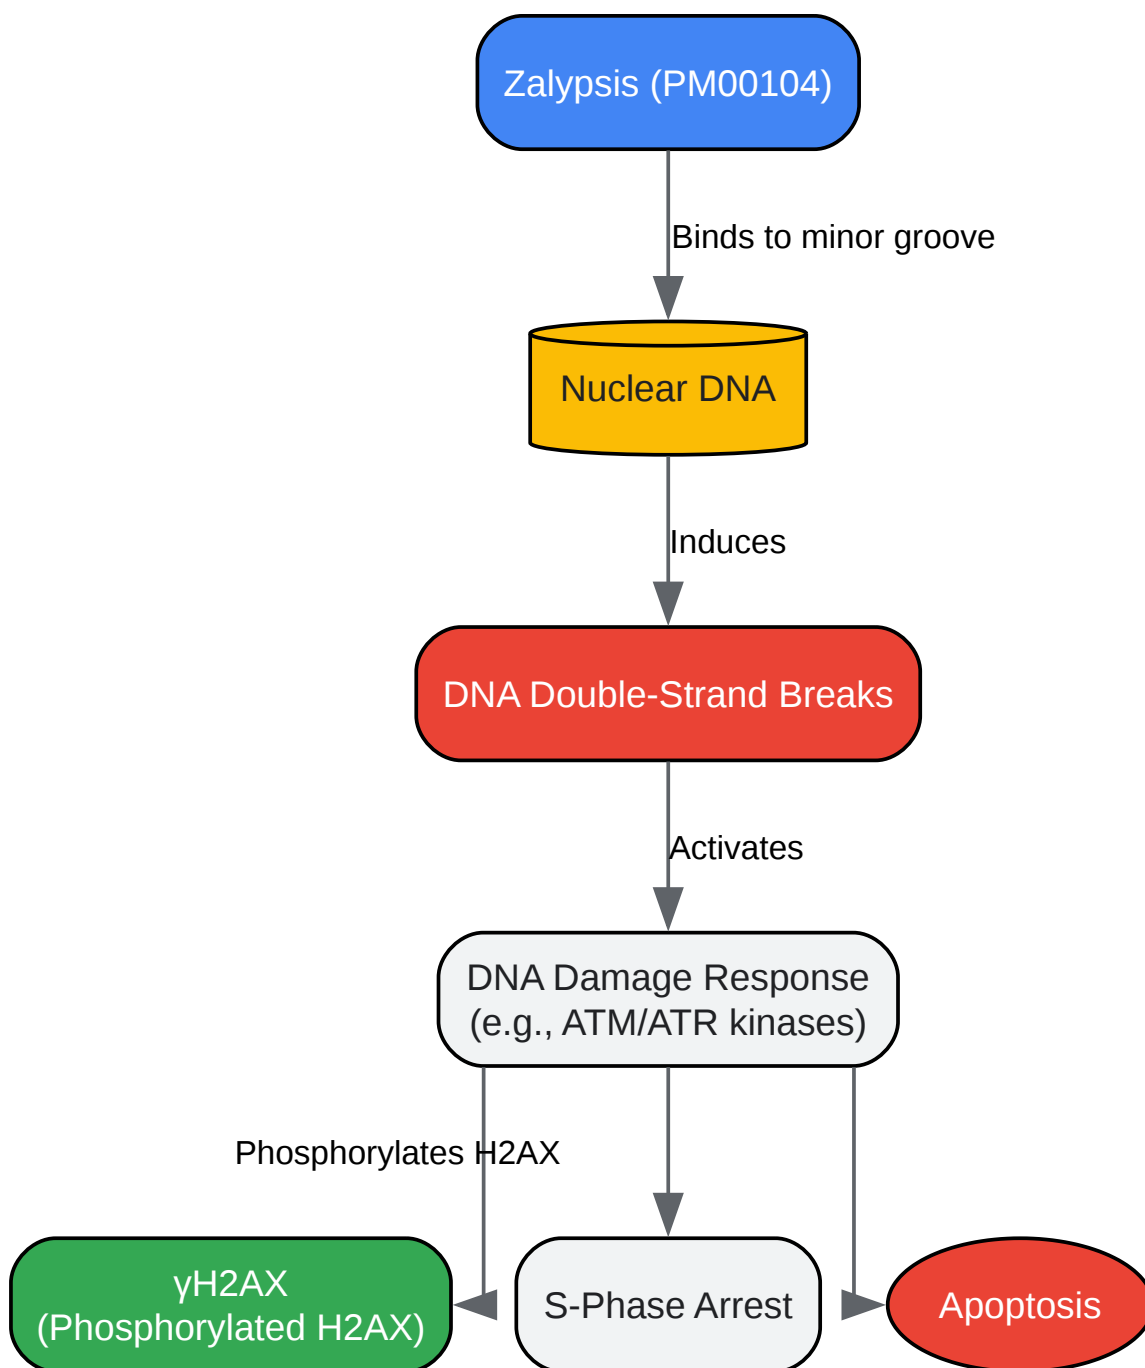 Zalypsis (PM00104)
Binds to minor groove
Nuclear DNA
Induces
DNA Double-Strand Breaks
Activates
DNA Damage Response
(e.g., ATM/ATR kinases)
Phosphorylates H2AX
γH2AX
(Phosphorylated H2AX)
S-Phase Arrest
Apoptosis